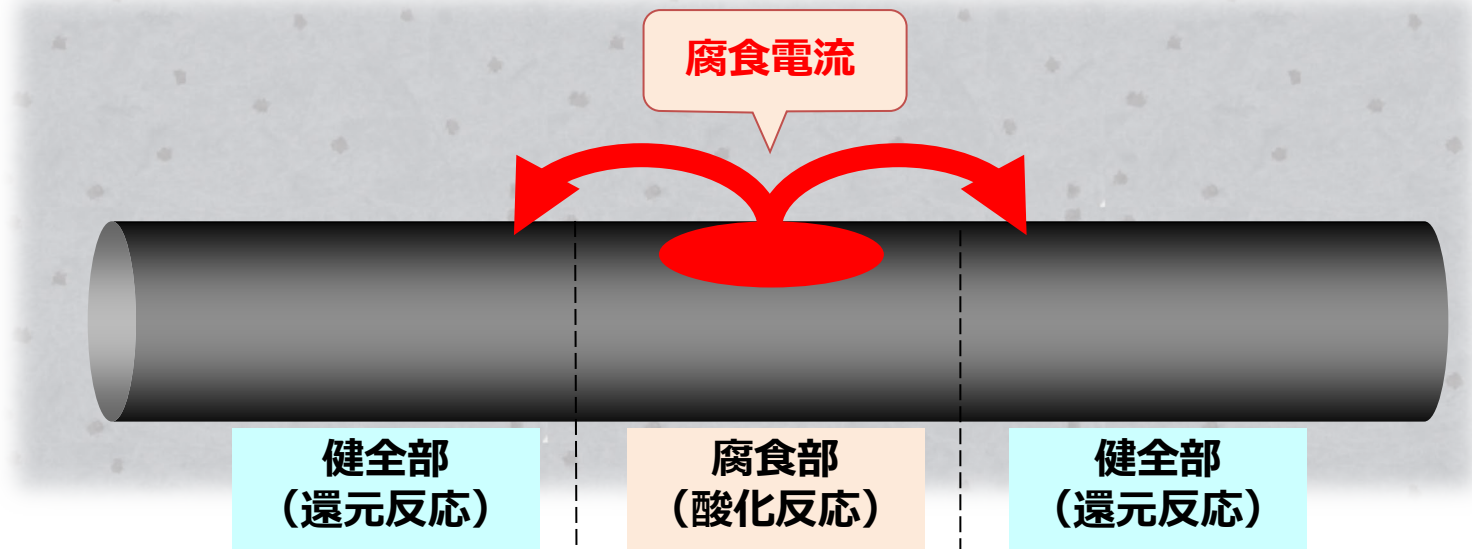 腐食電流
健全部
（還元反応）
腐食部
（酸化反応）
健全部
（還元反応）